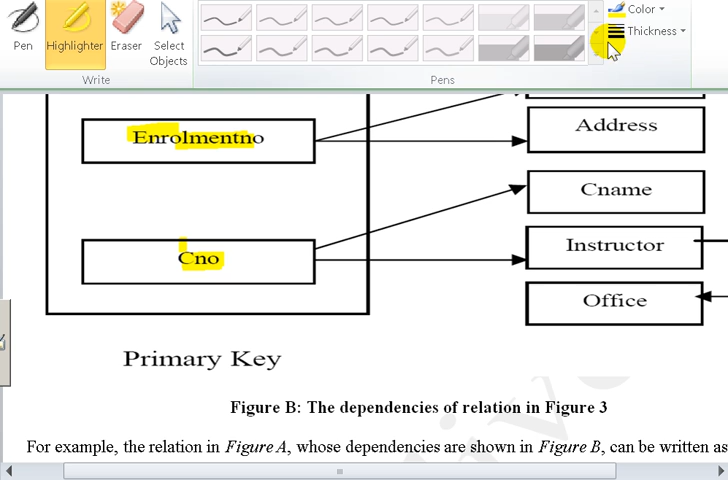 Pen
Highlighter
Eraser
Select Objects
Color
Thickness
Write
Pens
Enrolmentno
Address
Cname
Cno
Instructor
Office
Primary Key
Figure B: The dependencies of relation in Figure 3
For example, the relation in Figure A, whose dependencies are shown in Figure B, can be written as